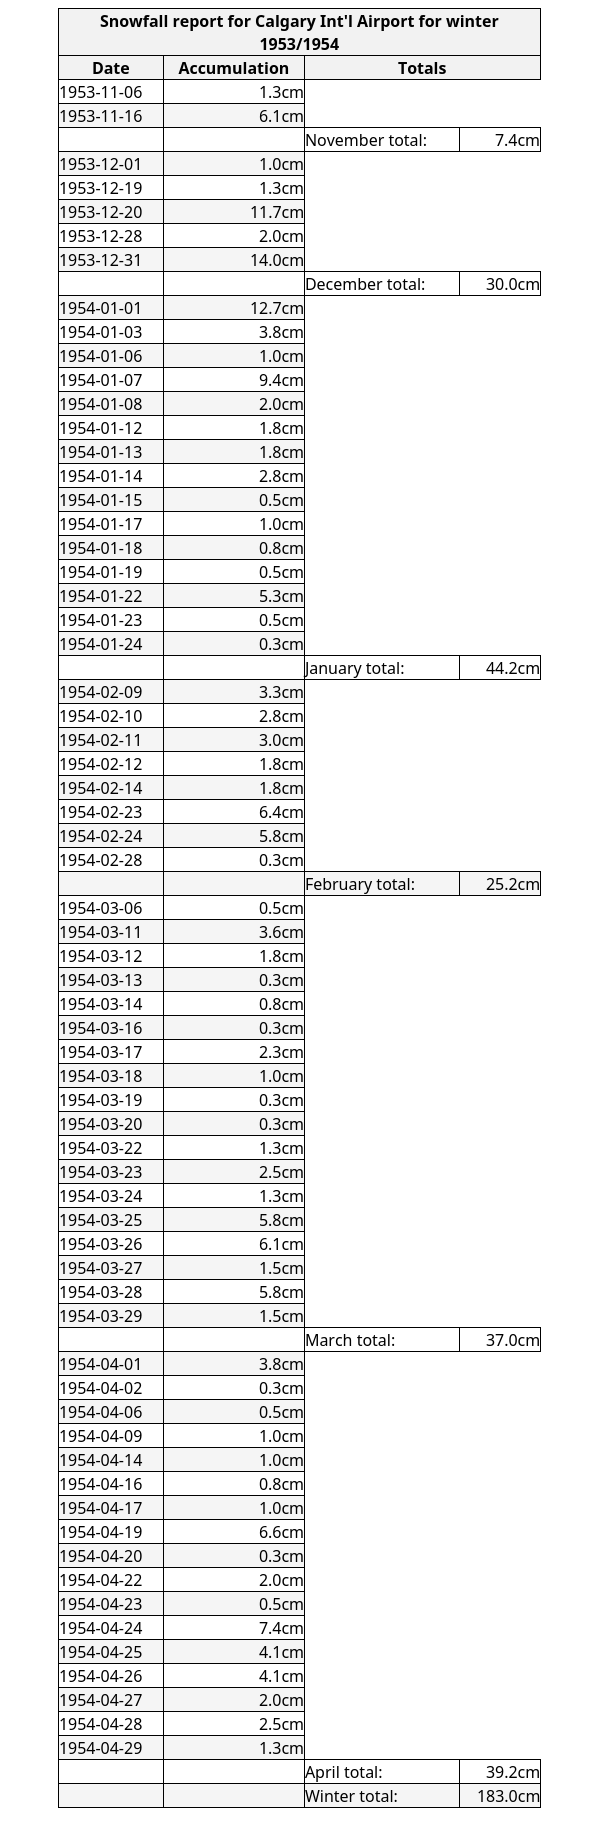 Snowfall report for Calgary Int'l Airport for winter
1953/1954
Date Accumulation Totals
1953-11-06 1.3cm
1953-11-16 6.1cm
November total: 7.4cm
1953-12-01 1.0cm
1953-12-19 1.3cm
1953-12-20 11.7cm
1953-12-28 2.0cm
1953-12-31 14.0cm
December total: 30.0cm
1954-01-01 12.7cm
1954-01-03 3.8cm
1954-01-06 1.0cm
1954-01-07 9.4cm
1954-01-08 2.0cm
1954-01-12 1.8cm
1954-01-13 1.8cm
1954-01-14 2.8cm
1954-01-15 0.5cm
1954-01-17 1.0cm
1954-01-18 0.8cm
1954-01-19 0.5cm
1954-01-22 5.3cm
1954-01-23 0.5cm
1954-01-24 0.3cm
January total: 44.2cm
1954-02-09 3.3cm
1954-02-10 2.8cm
1954-02-11 3.0cm
1954-02-12 1.8cm
1954-02-14 1.8cm
1954-02-23 6.4cm
1954-02-24 5.8cm
1954-02-28 0.3cm
February total: 25.2cm
1954-03-06 0.5cm
1954-03-11 3.6cm
1954-03-12 1.8cm
1954-03-13 0.3cm
1954-03-14 0.8cm
1954-03-16 0.3cm
1954-03-17 2.3cm
1954-03-18 1.0cm
1954-03-19 0.3cm
1954-03-20 0.3cm
1954-03-22 1.3cm
1954-03-23 2.5cm
1954-03-24 1.3cm
1954-03-25 5.8cm
1954-03-26 6.1cm
1954-03-27 1.5cm
1954-03-28 5.8cm
1954-03-29 1.5cm
March total: 37.0cm
1954-04-01 3.8cm
1954-04-02 0.3cm
1954-04-06 0.5cm
1954-04-09 1.0cm
1954-04-14 1.0cm
1954-04-16 0.8cm
1954-04-17 1.0cm
1954-04-19 6.6cm
1954-04-20 0.3cm
1954-04-22 2.0cm
1954-04-23 0.5cm
1954-04-24 7.4cm
1954-04-25 4.1cm
1954-04-26 4.1cm
1954-04-27 2.0cm
1954-04-28 2.5cm
1954-04-29 1.3cm
April total: 39.2cm
Winter total: 183.0cm